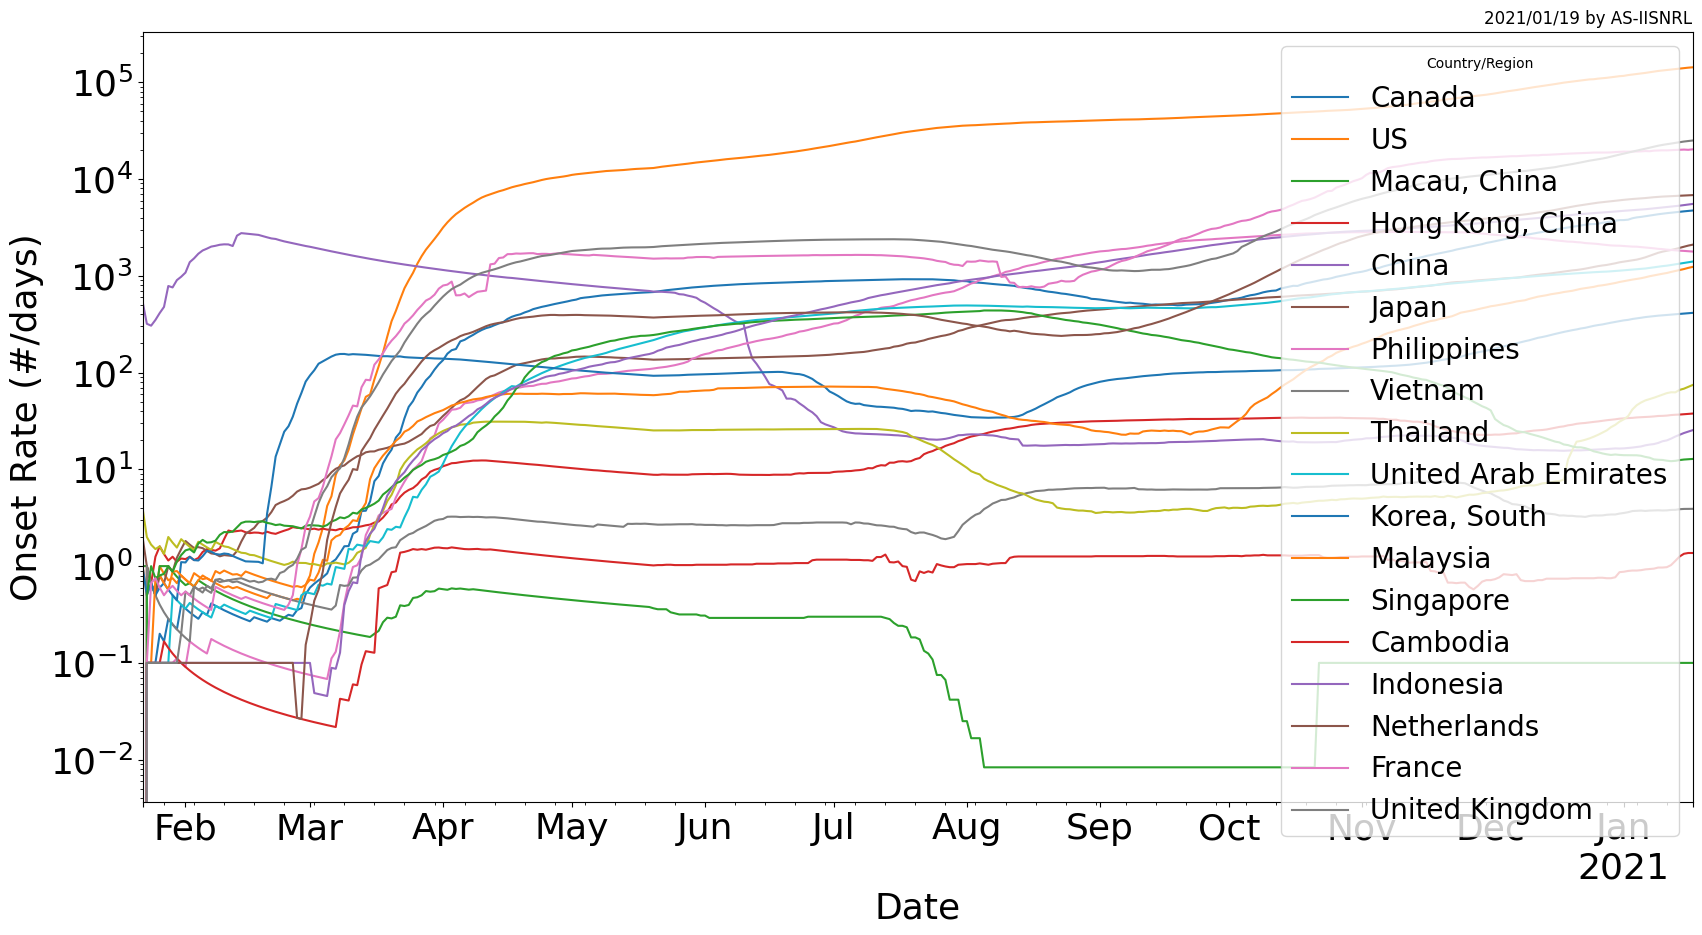 2021/01/19 by AS-IISNRL
Onset Rate (#/days)
10^5
10^4
10^3
10^2
10^1
10^0
10^−1
10^−2
Country/Region
Canada
US
Macau, China
Hong Kong, China
China
Japan
Philippines
Vietnam
Thailand
United Arab Emirates
Korea, South
Malaysia
Singapore
Cambodia
Indonesia
Netherlands
France
United Kingdom
Feb Mar Apr May Jun Jul Aug Sep Oct Nov Dec Jan
2021
Date